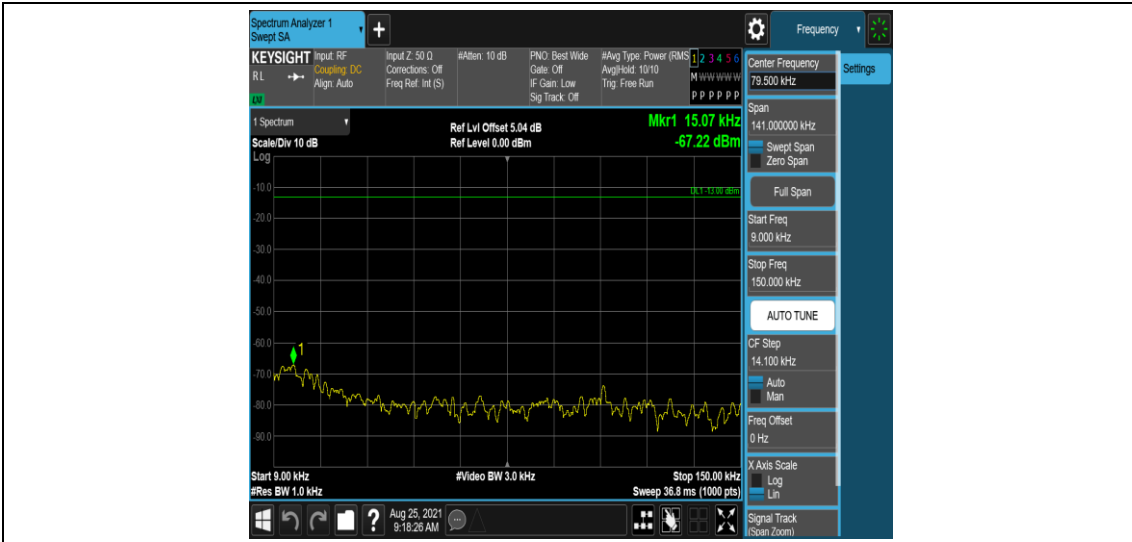 Spectrum Analyzer 1
Swept SA
+
Frequency
KEYSIGHT
RL
Input: RF
Coupling: DC
Align: Auto
Input Z: 50 Ω
Corrections: Off
Freq Ref: Int (S)
#Atten: 10 dB
PNO: Best Wide
Gate: Off
IF Gain: Low
Sig Track: Off
#Avg Type: Power (RMS
Avg|Hold: 10/10
Trig: Free Run
1 2 3 4 5 6
M W W W W W
P P P P P P
Center Frequency
79.500 kHz
Settings
Span
141.000000 kHz
Swept Span
Zero Span
Full Span
Start Freq
9.000 kHz
Stop Freq
150.000 kHz
AUTO TUNE
CF Step
14.100 kHz
Auto
Man
Freq Offset
0 Hz
X Axis Scale
Log
Lin
Signal Track
(Span Zoom)
1 Spectrum
Scale/Div 10 dB
Log
Ref Lvl Offset 5.04 dB
Ref Level 0.00 dBm
Mkr1 15.07 kHz
-67.22 dBm
DL1 -13.00 dBm
-10.0
-20.0
-30.0
-40.0
-50.0
-60.0
-70.0
-80.0
-90.0
1
Start 9.00 kHz
#Res BW 1.0 kHz
#Video BW 3.0 kHz
Stop 150.00 kHz
Sweep 36.8 ms (1000 pts)
?
Aug 25, 2021
9:18:26 AM